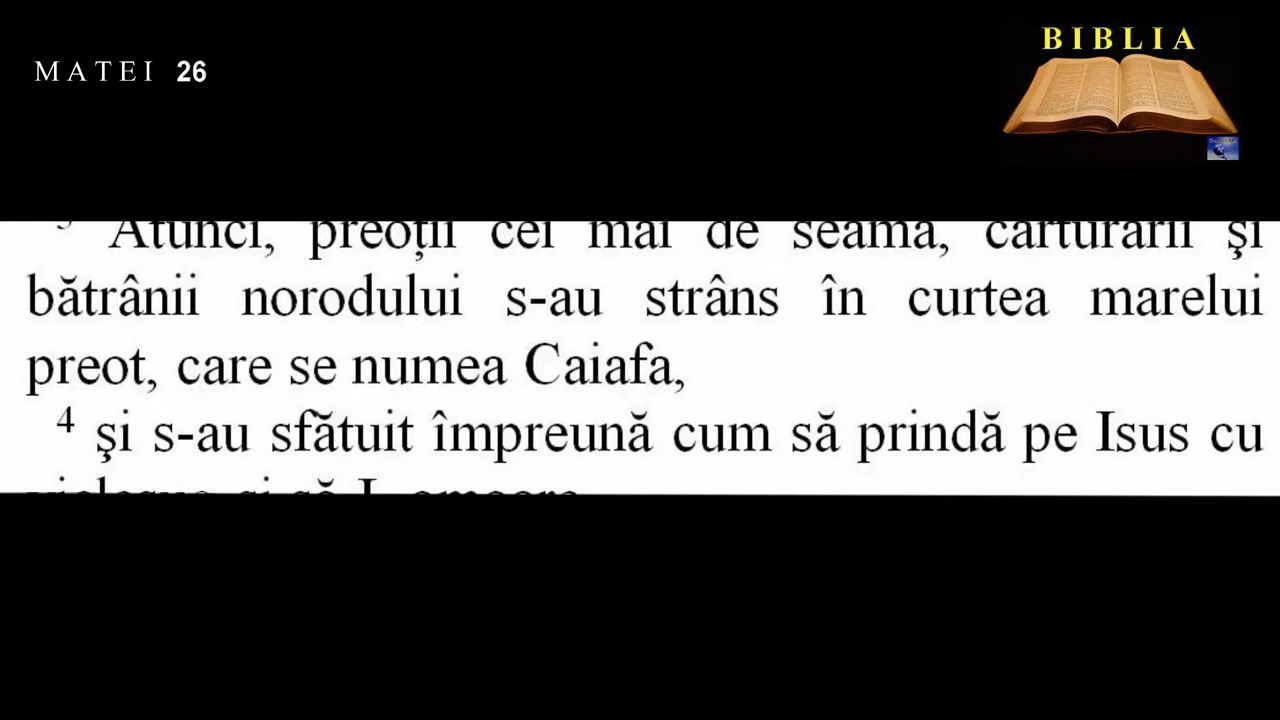 BIBLIA
MATEI 26
Atunci, preoţii cei mai de seamă, cărturarii şi
bătrânii norodului s-au strâns în curtea marelui
preot, care se numea Caiafa,
4 şi s-au sfătuit împreună cum să prindă pe Isus cu